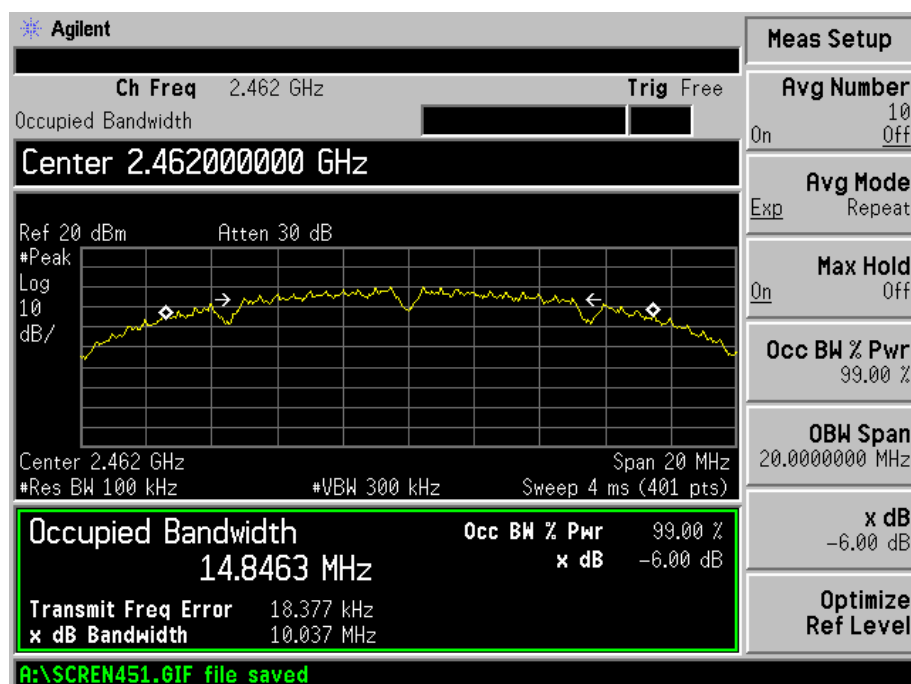 Agilent
Meas Setup
Ch Freq 2.462 GHz Trig Free
Occupied Bandwidth
Center 2.462000000 GHz
Ref 20 dBm Atten 30 dB
#Peak
Log
10
dB/
Center 2.462 GHz Span 20 MHz
#Res BW 100 kHz #VBW 300 kHz Sweep 4 ms (401 pts)
Occupied Bandwidth
14.8463 MHz
Occ BW % Pwr 99.00 %
x dB -6.00 dB
Transmit Freq Error 18.377 kHz
x dB Bandwidth 10.037 MHz
A:\SCREN451.GIF file saved
Avg Number
10
On Off
Avg Mode
Exp Repeat
Max Hold
On Off
Occ BW % Pwr
99.00 %
OBW Span
20.0000000 MHz
x dB
-6.00 dB
Optimize
Ref Level